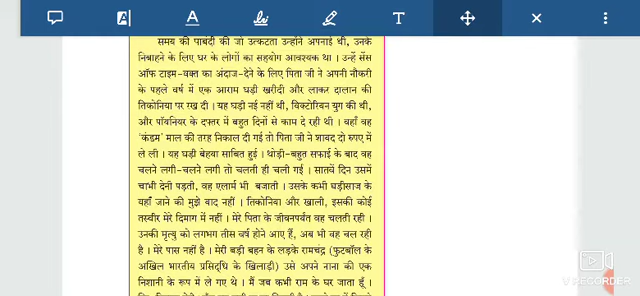 T
समय की पाबंदी की जो उत्कटता उन्होंने अपनाई थी, उनके
निबाहने के लिए घर के लोगों का सहयोग आवश्यक था। उन्हें सेंस
ऑफ टाइम-वक्त का अंदाज-देने के लिए पिता जी ने अपनी नौकरी
के पहले वर्ष में एक आराम घड़ी खरीदी और लाकर दालान की
तिकोनिया पर रख दी। यह घड़ी नई नहीं थी, विक्टोरियन युग की थी,
और पॉयनियर के दफ्तर में बहुत दिनों से काम दे रही थी। वहाँ वह
'कंडम' माल की तरह निकाल दी गई तो पिता जी ने शायद दो रुपए में
ले ली। यह घड़ी बेहया साबित हुई। थोड़ी-बहुत सफाई के बाद वह
चलने लगी-चलने लगी तो चलती ही चली गई। सातवें दिन उसमें
चाभी देनी पड़ती, वह एलार्म भी बजाती। उसके कभी घड़ीसाज के
यहाँ जाने की मुझे याद नहीं। तिकोनिया और खाली, इसकी कोई
तस्वीर मेरे दिमाग में नहीं। मेरे पिता के जीवनपर्यंत वह चलती रही।
उनकी मृत्यु को लगभग तीस वर्ष होने आए हैं, अब भी वह चल रही
है। मेरे पास नहीं है। मेरी बड़ी बहन के लड़के रामचंद्र (फुटबॉल के
अखिल भारतीय प्रसिद्धि के खिलाड़ी) उसे अपने नाना की एक
निशानी के रूप में ले गए थे। मैं जब कभी राम के घर जाता हूँ।
RECORDER